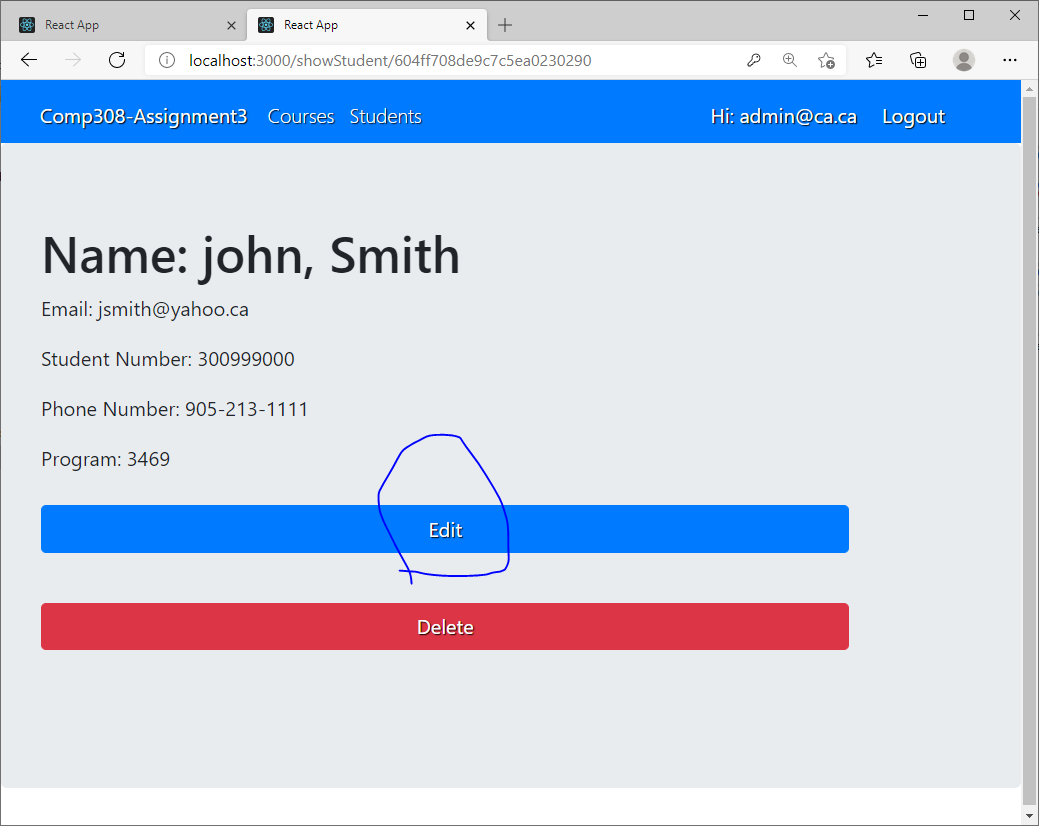 React App
React App
localhost:3000/showStudent/604ff708de9c7c5ea0230290
Comp308-Assignment3 Courses Students Hi: admin@ca.ca Logout
Name: john, Smith
Email: jsmith@yahoo.ca
Student Number: 300999000
Phone Number: 905-213-1111
Program: 3469
Edit
Delete